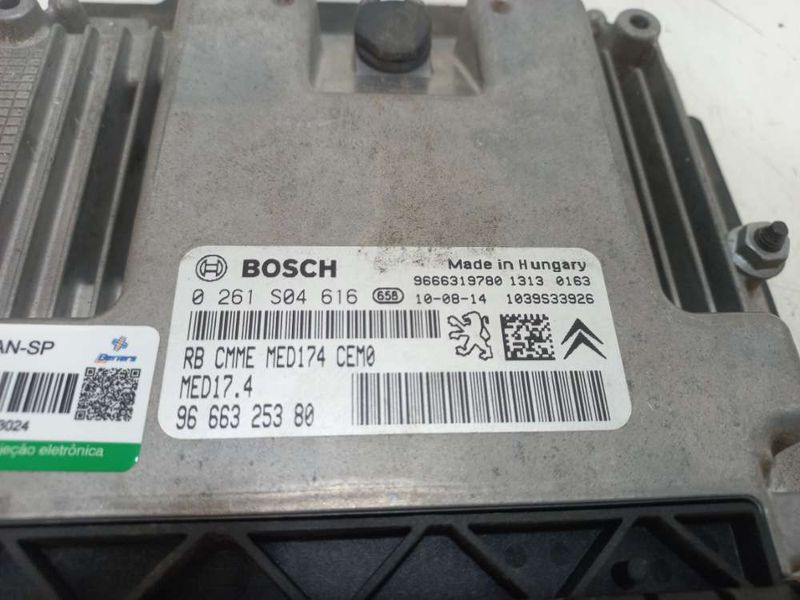 BOSCH
Made in Hungary
9666319780 1313 0163
0 261 S04 616 658 10-08-14 1039S33926
RB CMME MED174 CEM0
MED17.4
96 663 253 80
AN-SP
3024
jeção eletrônica